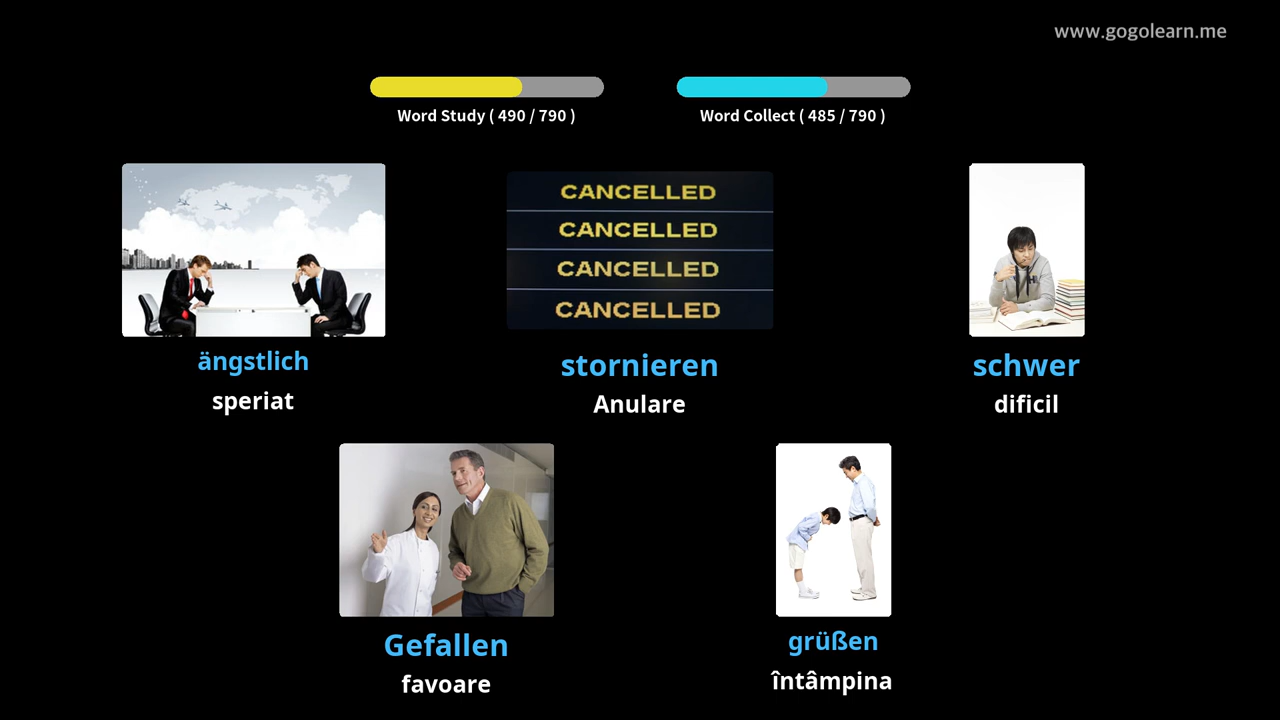 www.gogolearn.me
Word Study ( 490 / 790 )
Word Collect ( 485 / 790 )
CANCELLED
CANCELLED
CANCELLED
CANCELLED
ängstlich
speriat
stornieren
Anulare
schwer
dificil
Gefallen
favoare
grüßen
întâmpina